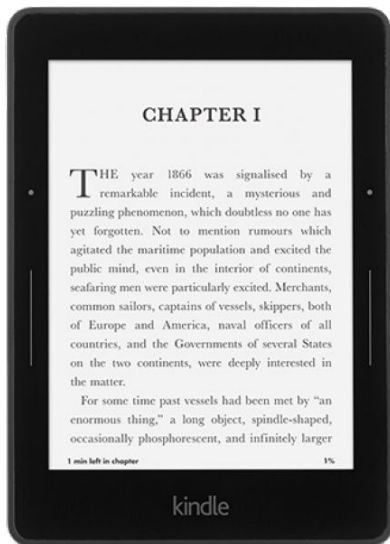 CHAPTER I
THE year 1866 was signalised by a
remarkable incident, a mysterious and
puzzling phenomenon, which doubtless no one has
yet forgotten. Not to mention rumours which
agitated the maritime population and excited the
public mind, even in the interior of continents,
seafaring men were particularly excited. Merchants,
common sailors, captains of vessels, skippers, both
of Europe and America, naval officers of all
countries, and the Governments of several States
on the two continents, were deeply interested in
the matter.
For some time past vessels had been met by “an
enormous thing,” a long object, spindle-shaped,
occasionally phosphorescent, and infinitely larger
1 min left in chapter 1%
kindle